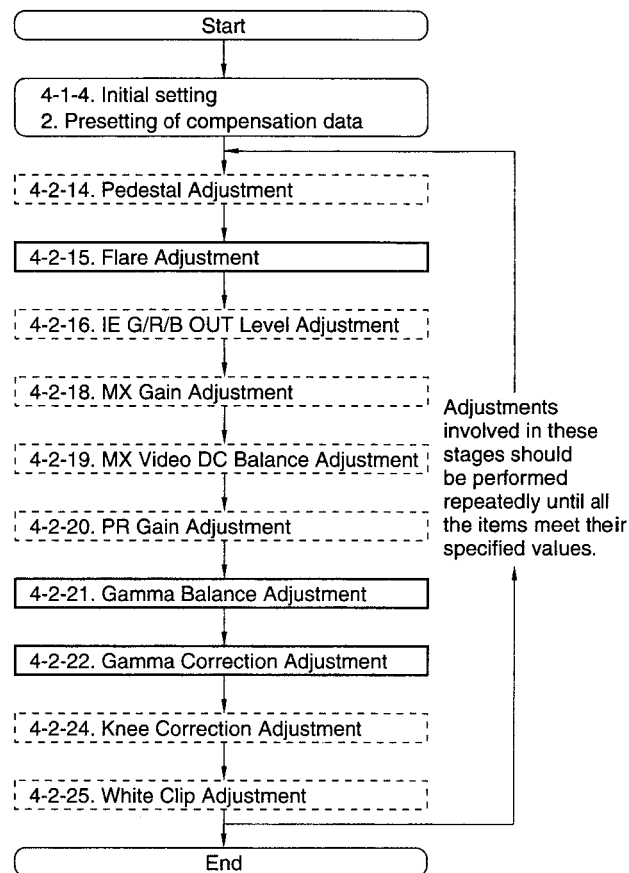 Start
4-1-4. Initial setting
2. Presetting of compensation data
4-2-14. Pedestal Adjustment
4-2-15. Flare Adjustment
4-2-16. IE G/R/B OUT Level Adjustment
4-2-18. MX Gain Adjustment
4-2-19. MX Video DC Balance Adjustment
4-2-20. PR Gain Adjustment
4-2-21. Gamma Balance Adjustment
4-2-22. Gamma Correction Adjustment
4-2-24. Knee Correction Adjustment
4-2-25. White Clip Adjustment
End
Adjustments
involved in these
stages should
be performed
repeatedly until all
the items meet their
specified values.